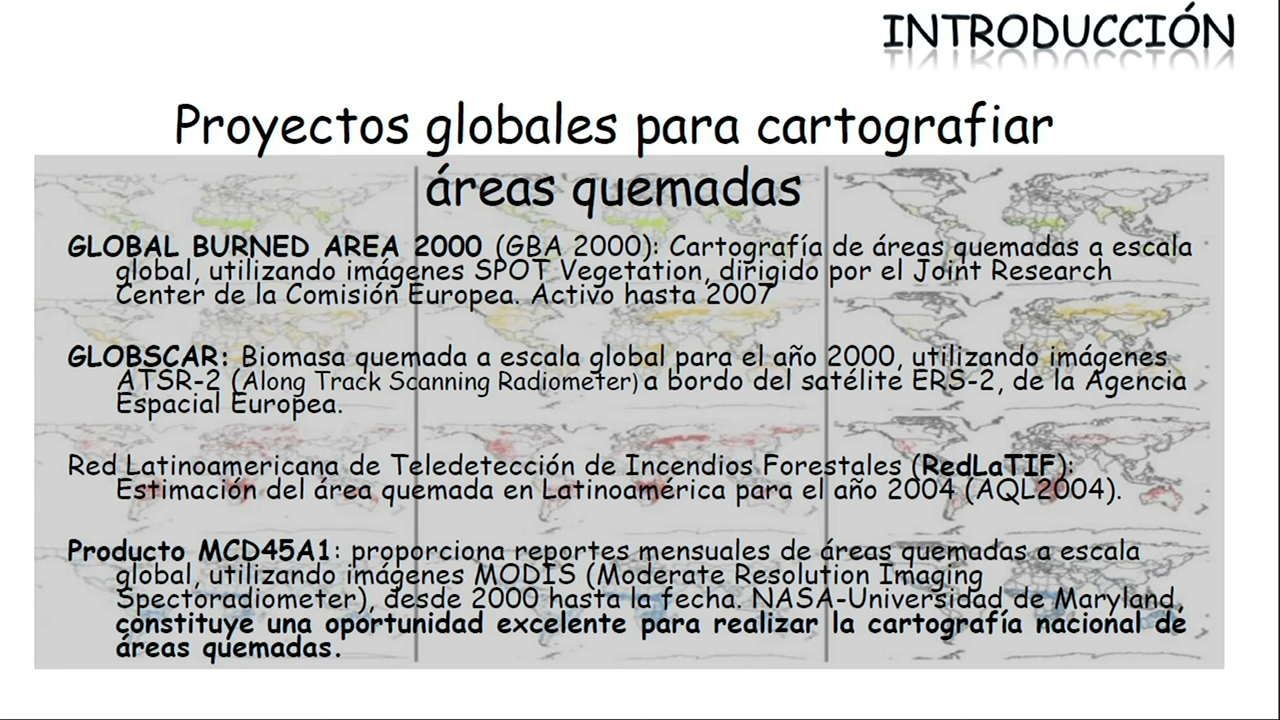 INTRODUCCIÓN
Proyectos globales para cartografiar
áreas quemadas
GLOBAL BURNED AREA 2000 (GBA 2000): Cartografía de áreas quemadas a escala
global, utilizando imágenes SPOT Vegetation, dirigido por el Joint Research
Center de la Comisión Europea. Activo hasta 2007
GLOBSCAR: Biomasa quemada a escala global para el año 2000, utilizando imágenes
ATSR-2 (Along Track Scanning Radiometer) a bordo del satélite ERS-2, de la Agencia
Espacial Europea.
Red Latinoamericana de Teledetección de Incendios Forestales (RedLaTIF):
Estimación del área quemada en Latinoamérica para el año 2004 (AQL2004).
Producto MCD45A1: proporciona reportes mensuales de áreas quemadas a escala
global, utilizando imágenes MODIS (Moderate Resolution Imaging
Spectoradiometer), desde 2000 hasta la fecha. NASA-Universidad de Maryland,
constituye una oportunidad excelente para realizar la cartografía nacional de
áreas quemadas.